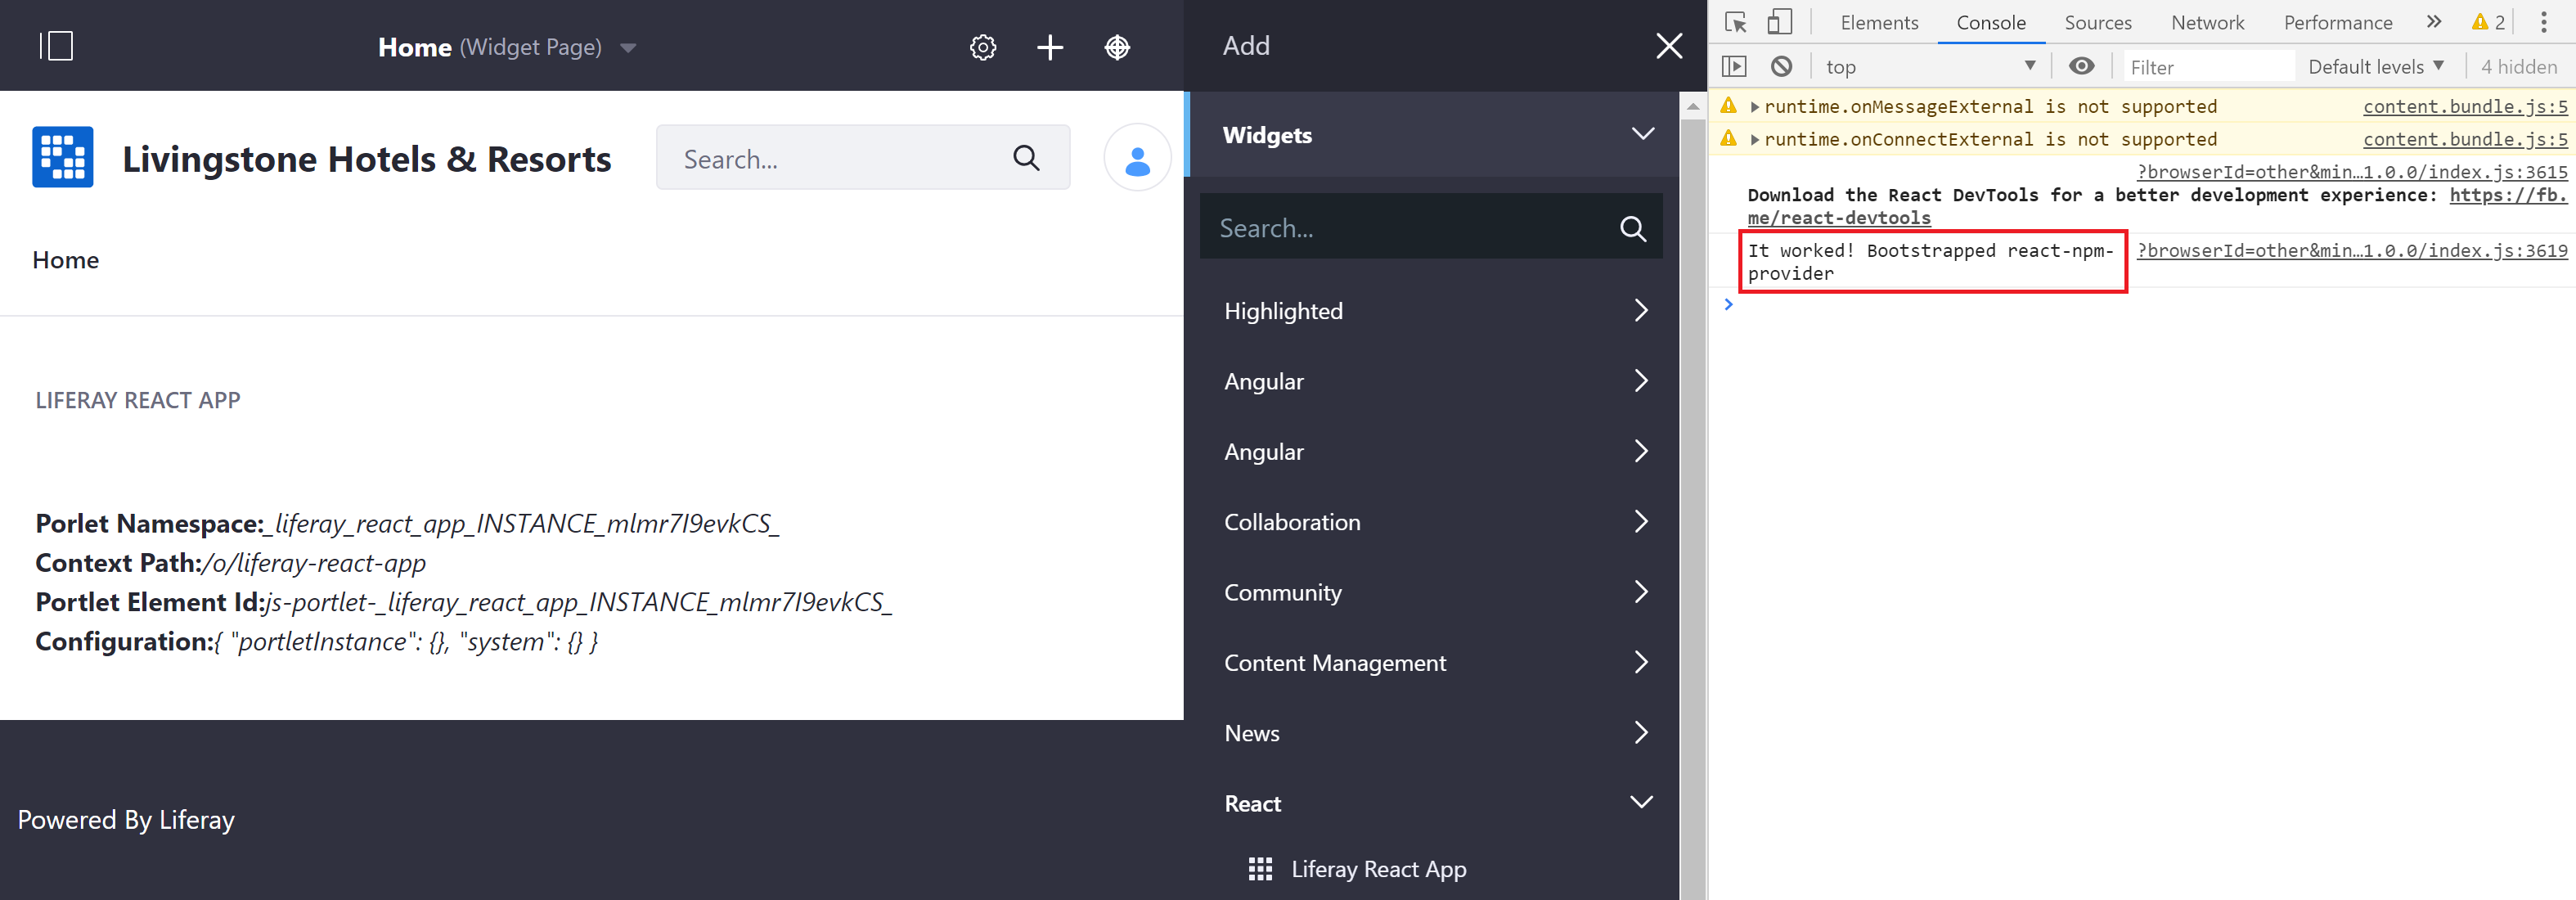 Home (Widget Page)
Livingstone Hotels & Resorts
Search...
Home
LIFERAY REACT APP
Porlet Namespace:_liferay_react_app_INSTANCE_mlmr7I9evkCS_
Context Path:/o/liferay-react-app
Portlet Element Id:js-portlet-_liferay_react_app_INSTANCE_mlmr7I9evkCS_
Configuration:{ "portletInstance": {}, "system": {} }
Powered By Liferay
Add
Widgets
Search...
Highlighted
Angular
Angular
Collaboration
Community
Content Management
News
React
Liferay React App
Elements Console Sources Network Performance » 2
top Filter Default levels 4 hidden
runtime.onMessageExternal is not supported content.bundle.js:5
runtime.onConnectExternal is not supported content.bundle.js:5
?browserId=other&min…1.0.0/index.js:3615
Download the React DevTools for a better development experience: https://fb.
me/react-devtools
It worked! Bootstrapped react-npm- ?browserId=other&min…1.0.0/index.js:3619
provider